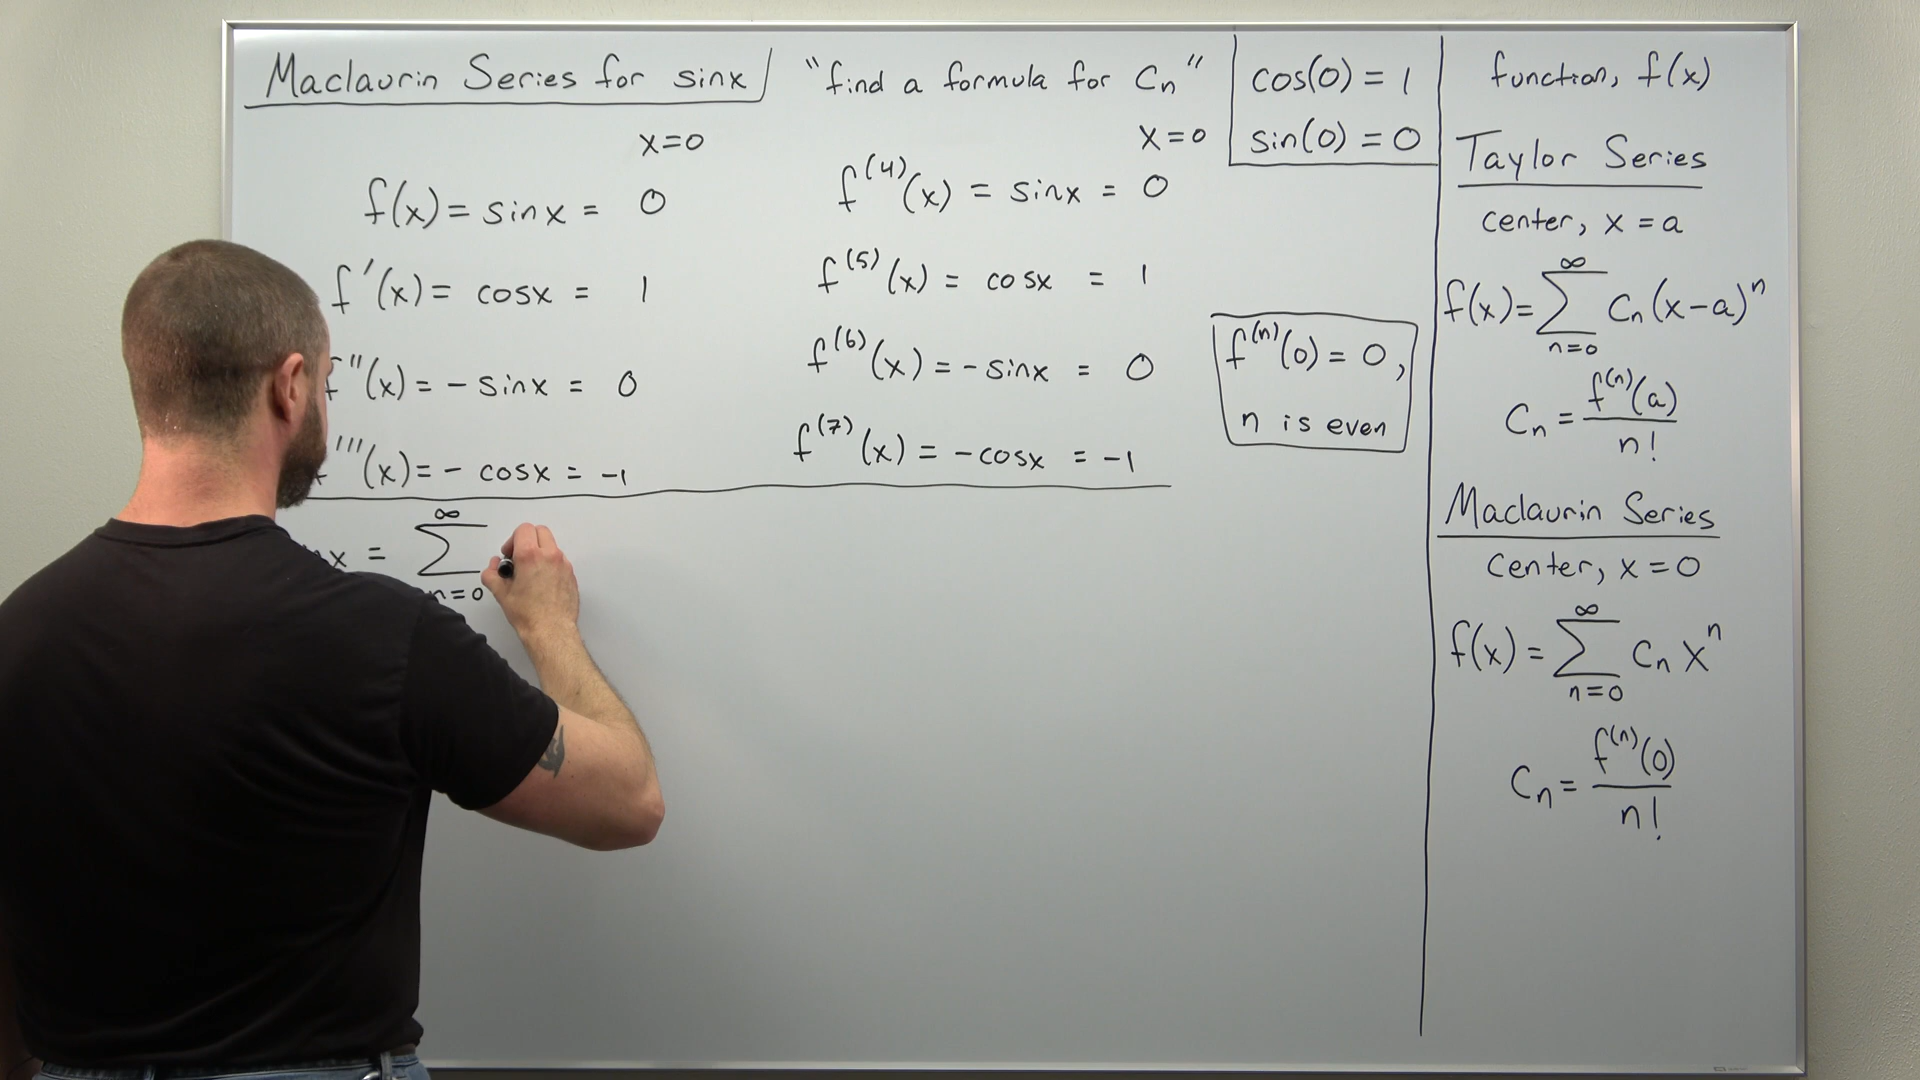 Maclaurin Series for sinx
"find a formula for Cn"
x=0
f(x) = sinx = 0
f'(x) = cosx = 1
f''(x) = - sinx = 0
'''(x) = - cosx = -1
x=0
f^(4)(x) = sinx = 0
f^(5)(x) = cosx = 1
f^(6)(x) = - sinx = 0
f^(7)(x) = -cosx = -1
cos(0) = 1
sin(0) = 0
f^(n)(0) = 0,
n is even
x = ∑
∞
n=0
function, f(x)
Taylor Series
center, x = a
∞
f(x) = ∑ Cn (x-a)^n
n=0
Cn = f^(n)(a)
n!
Maclaurin Series
center, x = 0
∞
f(x) = ∑ Cn x^n
n=0
Cn = f^(n)(0)
n!